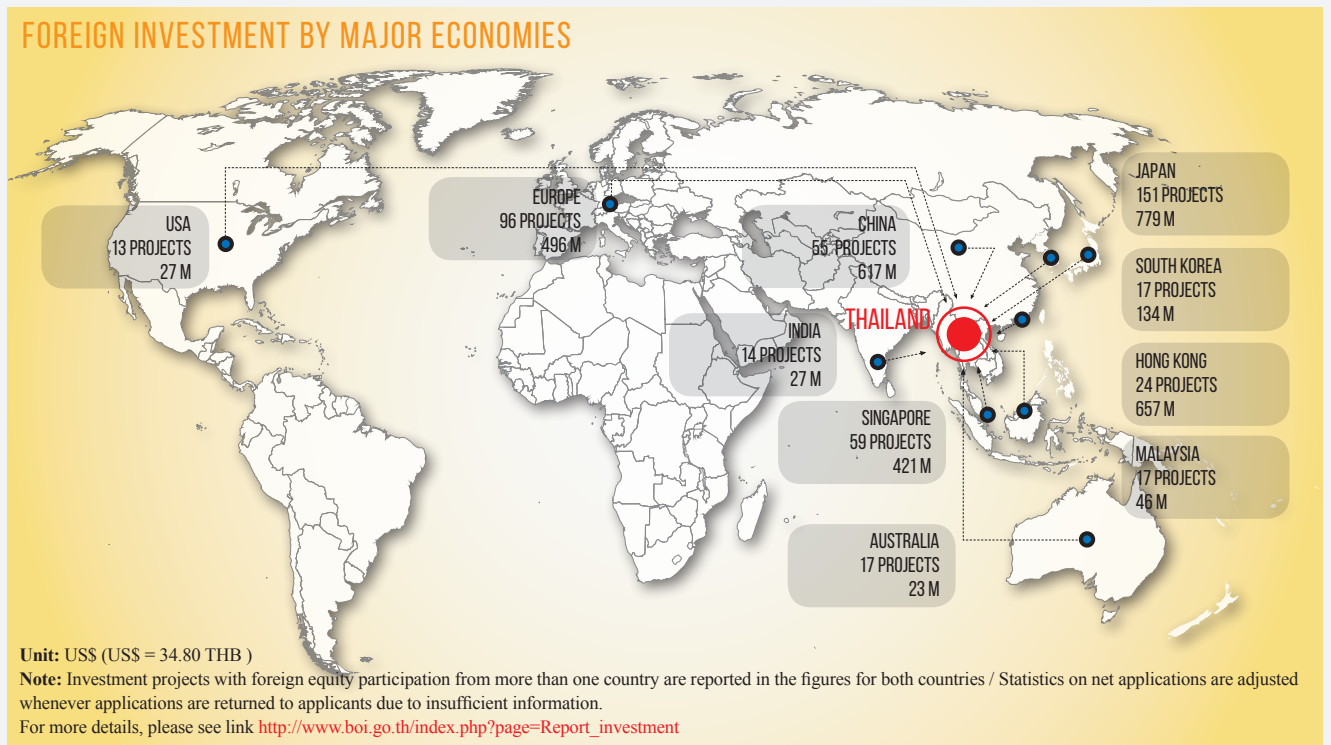 FOREIGN INVESTMENT BY MAJOR ECONOMIES
USA
13 PROJECTS
27 M
EUROPE
96 PROJECTS
496 M
CHINA
55 PROJECTS
617 M
JAPAN
151 PROJECTS
779 M
SOUTH KOREA
17 PROJECTS
134 M
THAILAND
INDIA
14 PROJECTS
27 M
HONG KONG
24 PROJECTS
657 M
SINGAPORE
59 PROJECTS
421 M
MALAYSIA
17 PROJECTS
46 M
AUSTRALIA
17 PROJECTS
23 M
Unit: US$ (US$ = 34.80 THB )
Note: Investment projects with foreign equity participation from more than one country are reported in the figures for both countries / Statistics on net applications are adjusted
whenever applications are returned to applicants due to insufficient information.
For more details, please see link http://www.boi.go.th/index.php?page=Report_investment